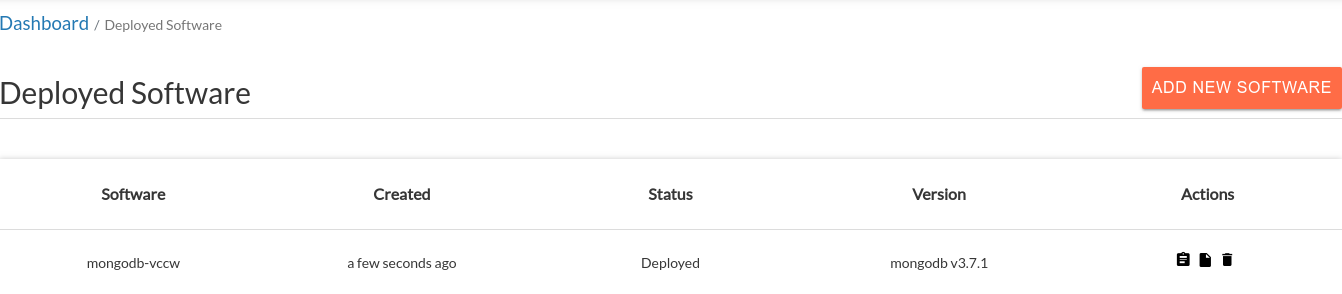 Dashboard / Deployed Software
Deployed Software
ADD NEW SOFTWARE
Software Created Status Version Actions
mongodb-vccw a few seconds ago Deployed mongodb v3.7.1